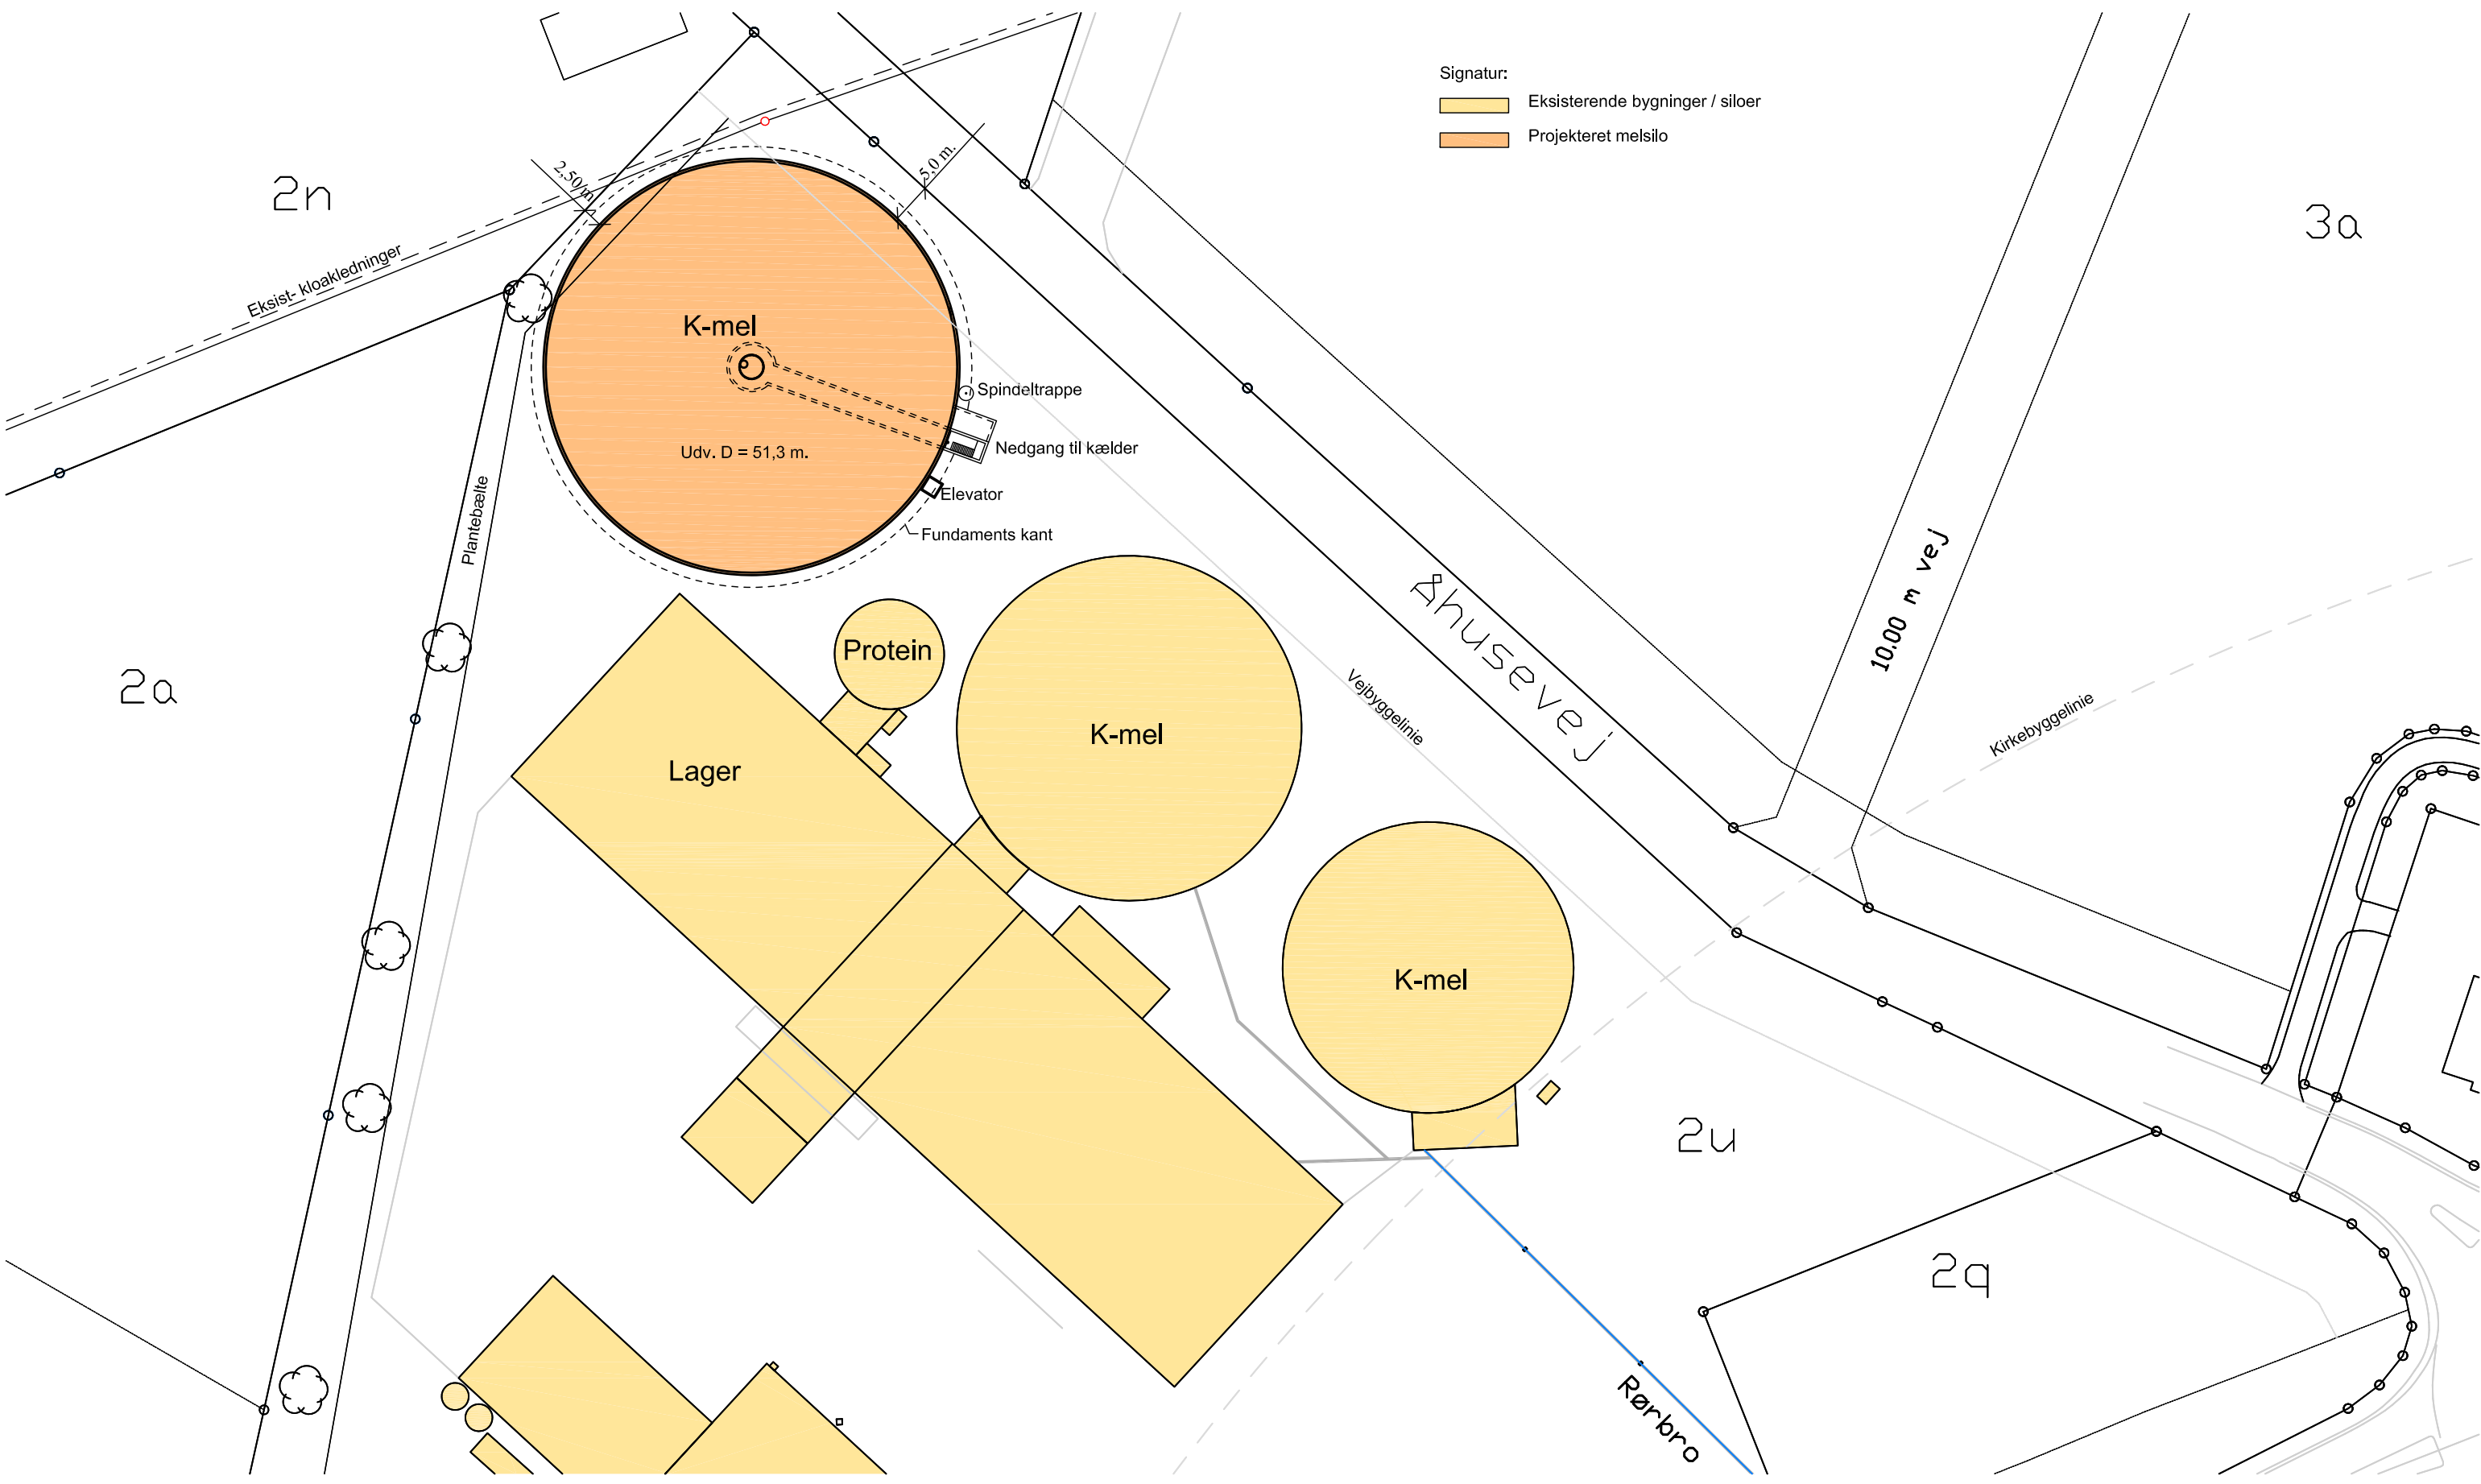 Signatur:
Eksisterende bygninger / siloer
Projekteret melsilo
2n
3a
2,50 m.
5,0 m.
Eksist- kloakledninger
K-mel
Spindeltrappe
Nedgang til kælder
Udv. D = 51,3 m.
Elevator
Fundaments kant
Plantebælte
Åhusevej
10.00 m vej
2a
Protein
K-mel
Vejbyggelinie
Kirkebyggelinie
Lager
K-mel
2u
2q
Rørbro